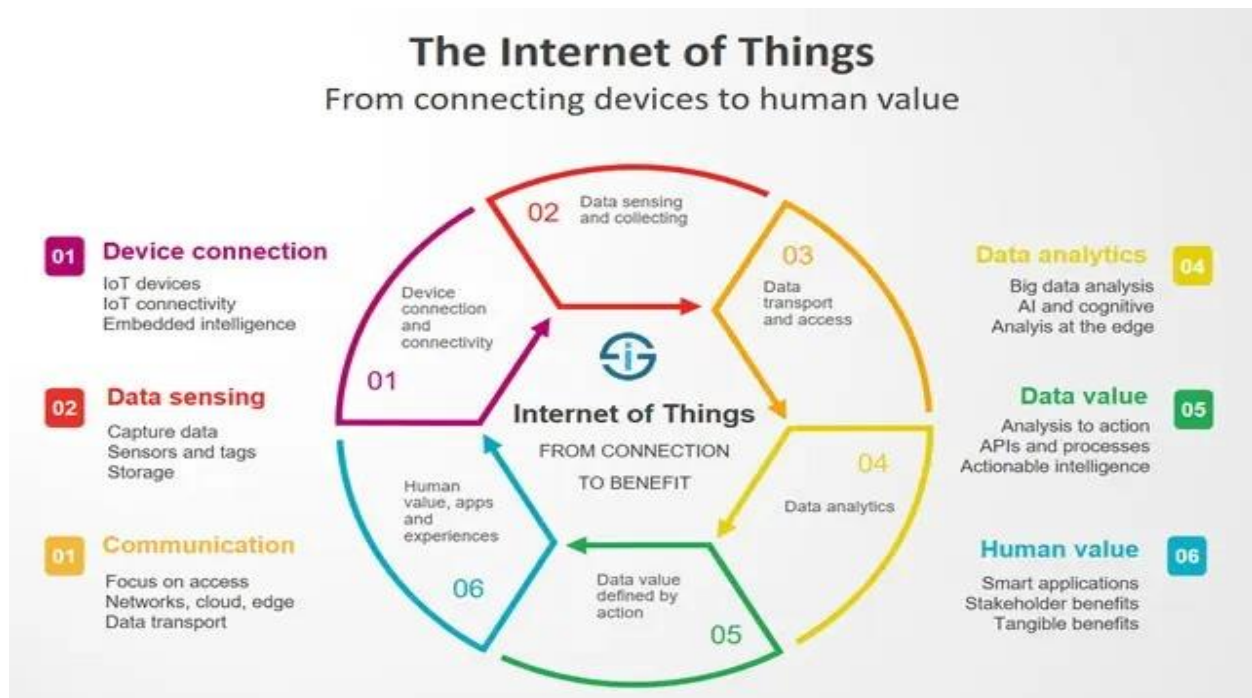 The Internet of Things
From connecting devices to human value
01
Device connection
IoT devices
IoT connectivity
Embedded intelligence
02
Data sensing
Capture data
Sensors and tags
Storage
01
Communication
Focus on access
Networks, cloud, edge
Data transport
01
Device
connection
and
connectivity
02
Data sensing
and collecting
03
Data
transport
and access
04
Data analytics
05
Data value
defined by
action
06
Human
value, apps
and
experiences
Internet of Things
FROM CONNECTION
TO BENEFIT
Data analytics
04
Big data analysis
AI and cognitive
Analyis at the edge
Data value
05
Analysis to action
APIs and processes
Actionable intelligence
Human value
06
Smart applications
Stakeholder benefits
Tangible benefits